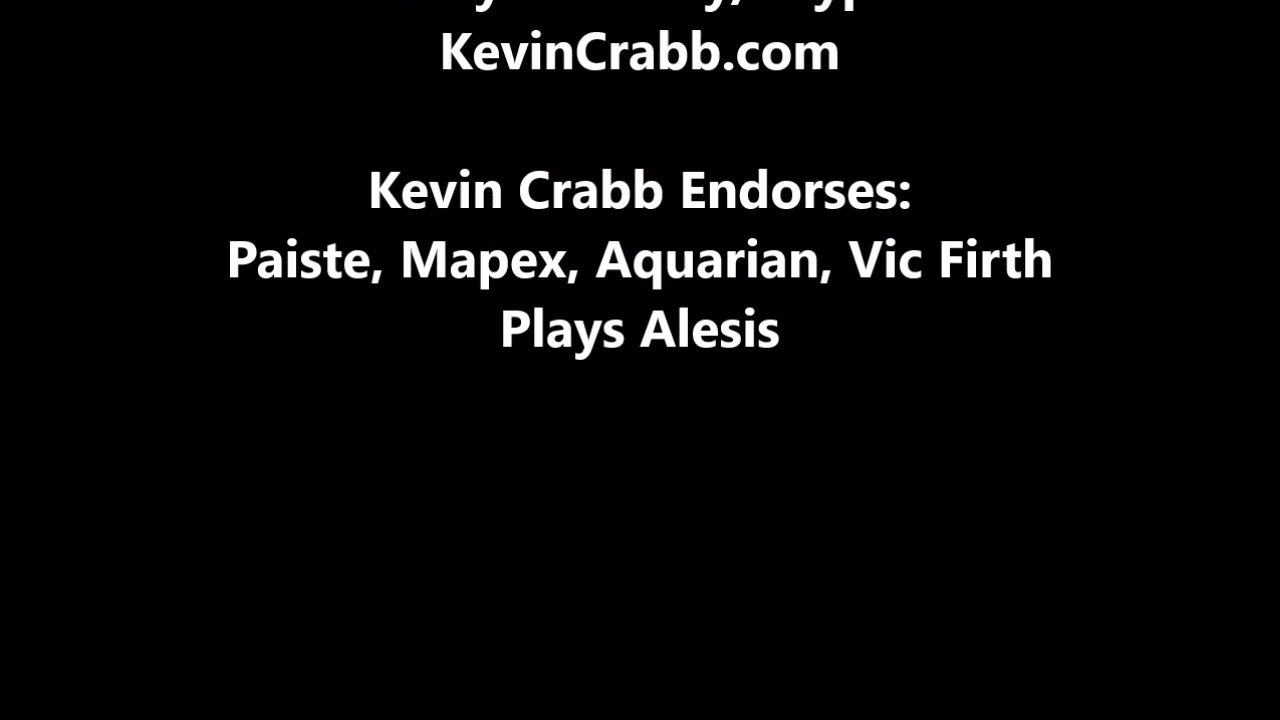 KevinCrabb.com
Kevin Crabb Endorses:
Paiste, Mapex, Aquarian, Vic Firth
Plays Alesis